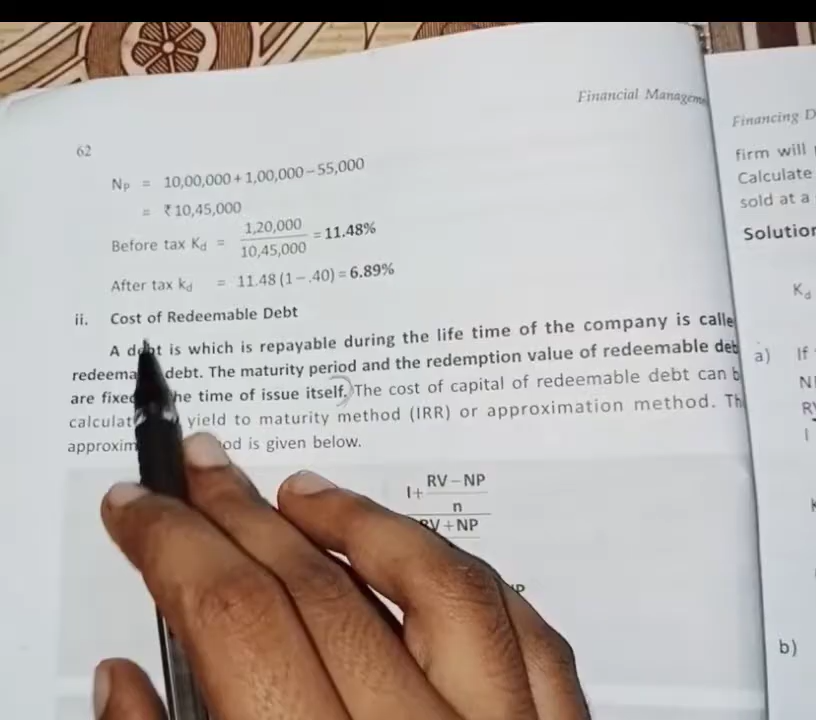 Financial Managem
62
NP = 10,00,000 + 1,00,000 – 55,000
= ₹ 10,45,000
Before tax Kd = 1,20,000 / 10,45,000 = 11.48%
After tax kd = 11.48 (1 – .40) = 6.89%
ii. Cost of Redeemable Debt
A debt is which is repayable during the life time of the company is calle
redeema debt. The maturity period and the redemption value of redeemable deb
are fixed he time of issue itself. The cost of capital of redeemable debt can b
calculat yield to maturity method (IRR) or approximation method. Th
approxim od is given below.
I + RV – NP / n
RV + NP
Financing D
firm will
Calculate
sold at a
Solution
Kd
a) If
N
R
I
b)